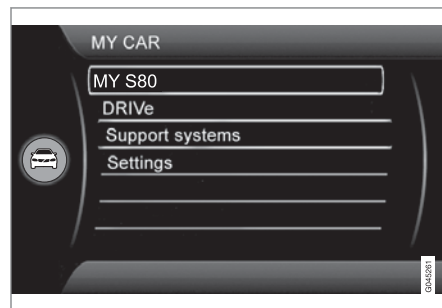 MY CAR
MY S80
DRIVe
Support systems
Settings
G045261